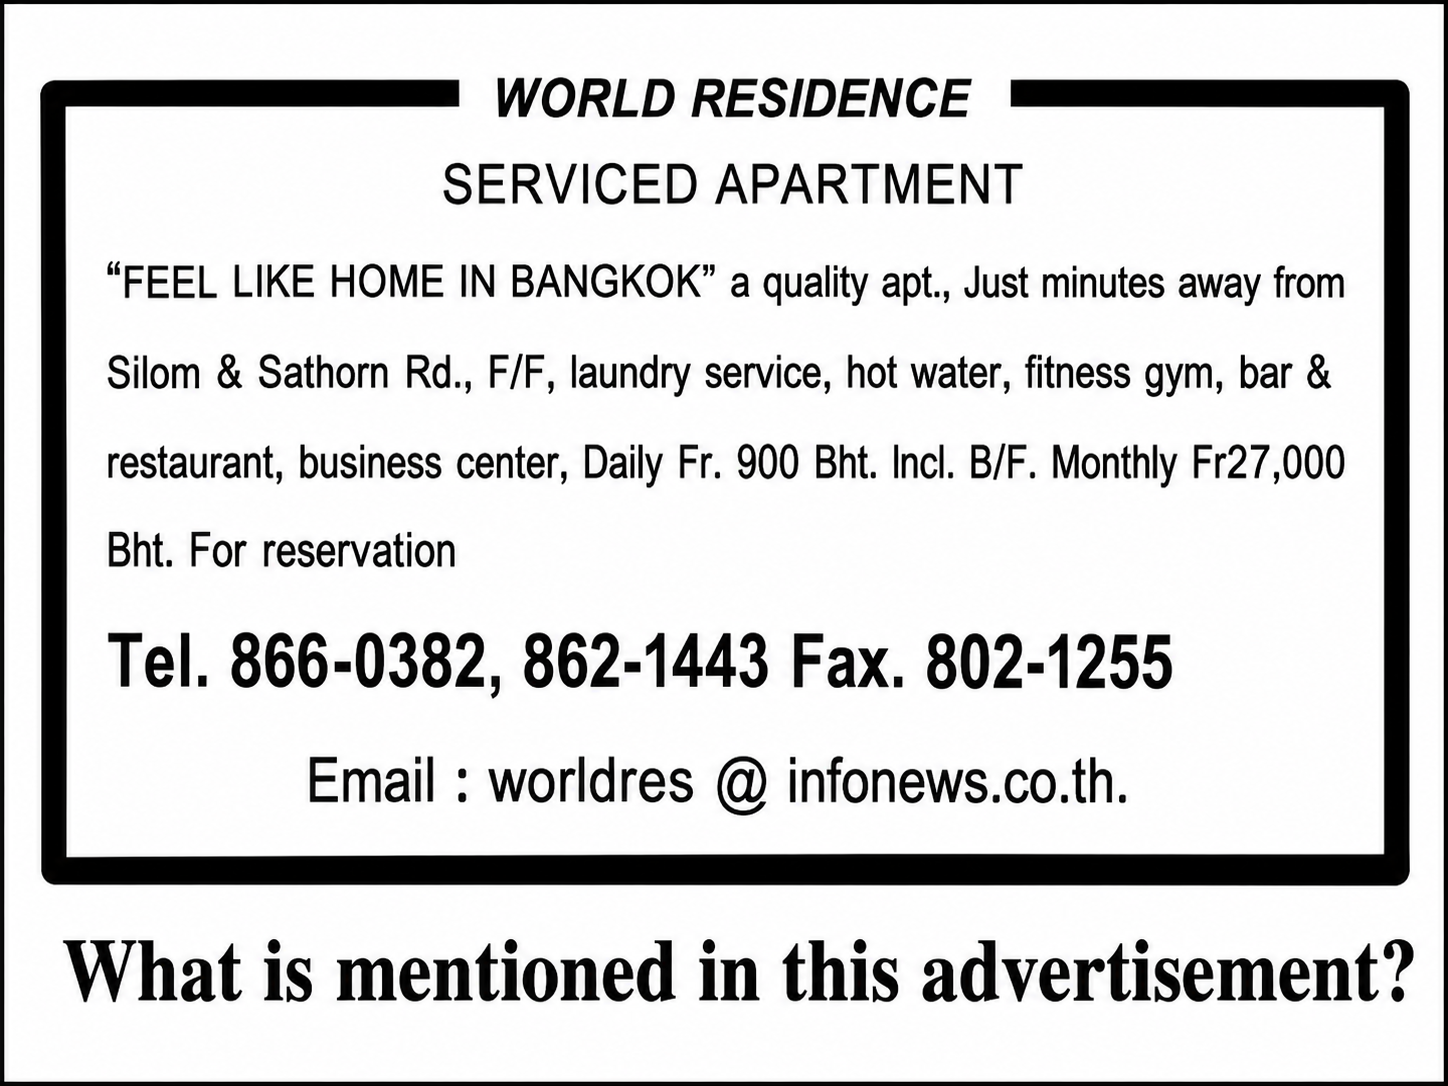 WORLD RESIDENCE
SERVICED APARTMENT
“FEEL LIKE HOME IN BANGKOK” a quality apt., Just minutes away from
Silom & Sathorn Rd., F/F, laundry service, hot water, fitness gym, bar &
restaurant, business center, Daily Fr. 900 Bht. Incl. B/F. Monthly Fr27,000
Bht. For reservation
Tel. 866-0382, 862-1443 Fax. 802-1255
Email : worldres @ infonews.co.th.
What is mentioned in this advertisement?